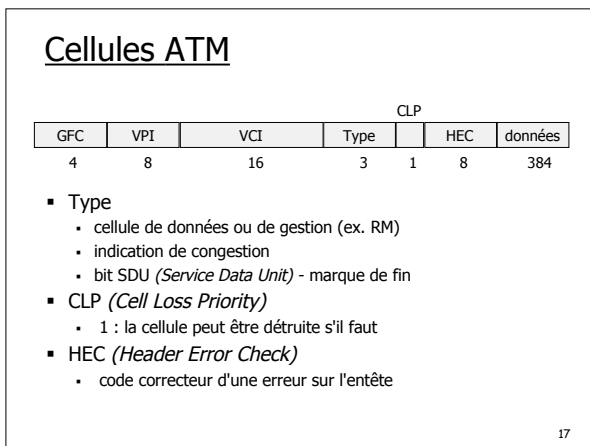 Cellules ATM
CLP
GFC VPI VCI Type HEC données
4 8 16 3 1 8 384
▪ Type
▪ cellule de données ou de gestion (ex. RM)
▪ indication de congestion
▪ bit SDU (Service Data Unit) - marque de fin
▪ CLP (Cell Loss Priority)
▪ 1 : la cellule peut être détruite s'il faut
▪ HEC (Header Error Check)
▪ code correcteur d'une erreur sur l'entête
17